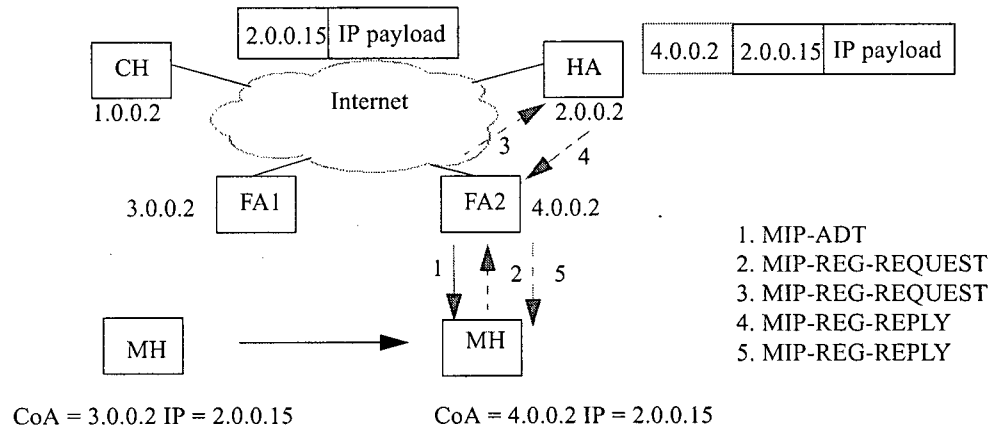 2.0.0.15 IP payload
CH
HA
4.0.0.2 2.0.0.15 IP payload
Internet
1.0.0.2
2.0.0.2
3
4
3.0.0.2
FA1
FA2
4.0.0.2
1
2
5
1. MIP-ADT
2. MIP-REG-REQUEST
3. MIP-REG-REQUEST
4. MIP-REG-REPLY
5. MIP-REG-REPLY
MH
MH
CoA = 3.0.0.2 IP = 2.0.0.15
CoA = 4.0.0.2 IP = 2.0.0.15